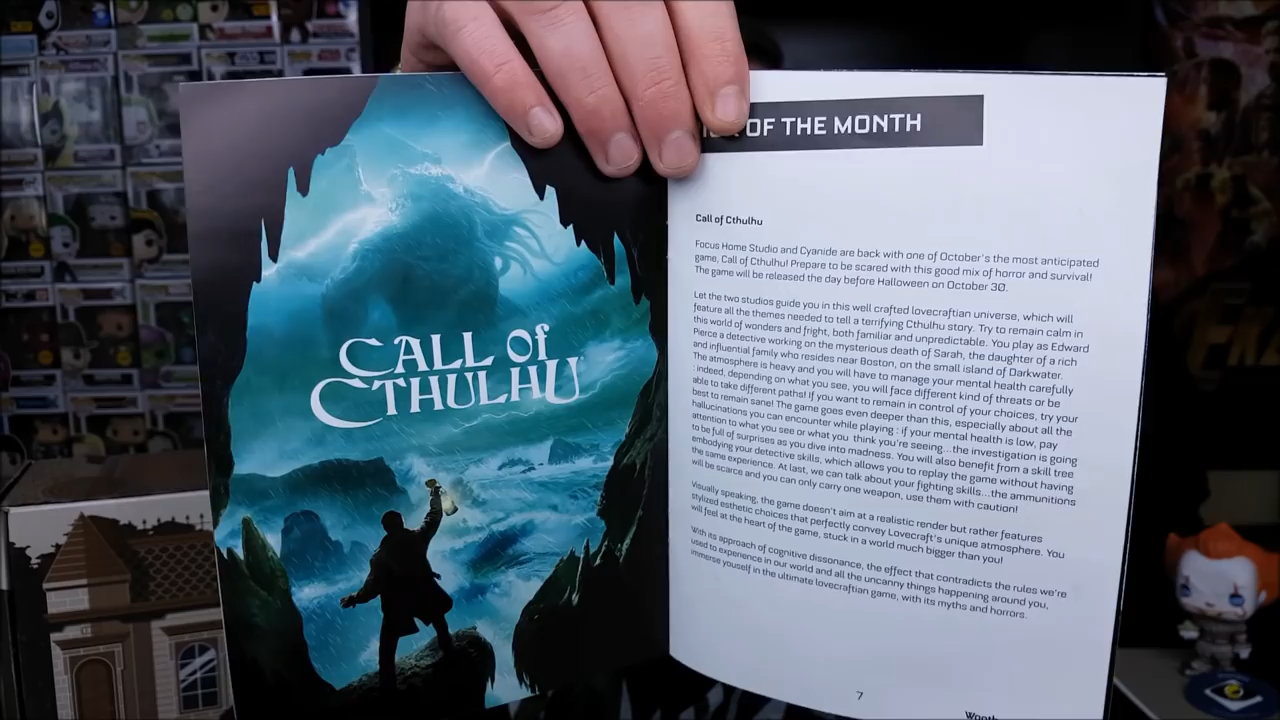 CALL of
CTHULHU
OF THE MONTH
Call of Cthulhu
Focus Home Studio and Cyanide are back with one of October's the most anticipated
game, Call of Cthulhu! Prepare to be scared with this good mix of horror and survival!
The game will be released the day before Halloween on October 30.
Let the two studios guide you in this well crafted lovecraftian universe, which will
feature all the themes needed to tell a terrifying Cthulhu story. Try to remain calm in
this world of wonders and fright, both familiar and unpredictable. You play as Edward
Pierce a detective working on the mysterious death of Sarah, the daughter of a rich
and influential family who resides near Boston, on the small island of Darkwater.
The atmosphere is heavy and you will have to manage your mental health carefully
: indeed, depending on what you see, you will face different kind of threats or be
able to take different paths! If you want to remain in control of your choices, try your
best to remain sane! The game goes even deeper than this, especially about all the
hallucinations you can encounter while playing : if your mental health is low, pay
attention to what you see or what you think you're seeing...the investigation is going
to be full of surprises as you dive into madness. You will also benefit from a skill tree
embodying your detective skills, which allows you to replay the game without having
the same experience. At last, we can talk about your fighting skills...the ammunitions
will be scarce and you can only carry one weapon, use them with caution!
Visually speaking, the game doesn't aim at a realistic render but rather features
stylized esthetic choices that perfectly convey Lovecraft's unique atmosphere. You
will feel at the heart of the game, stuck in a world much bigger than you!
With its approach of cognitive dissonance, the effect that contradicts the rules we're
used to experience in our world and all the uncanny things happening around you,
immerse youself in the ultimate lovecraftian game, with its myths and horrors.
7